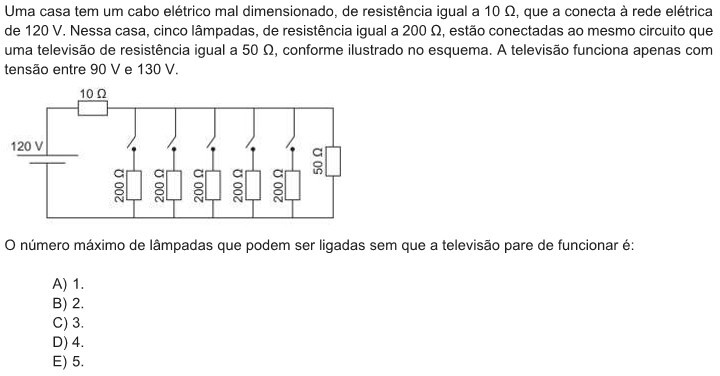 Uma casa tem um cabo elétrico mal dimensionado, de resistência igual a 10 Ω, que a conecta à rede elétrica
de 120 V. Nessa casa, cinco lâmpadas, de resistência igual a 200 Ω, estão conectadas ao mesmo circuito que
uma televisão de resistência igual a 50 Ω, conforme ilustrado no esquema. A televisão funciona apenas com
tensão entre 90 V e 130 V.
10 Ω
120 V
200 Ω
200 Ω
200 Ω
200 Ω
200 Ω
50 Ω
O número máximo de lâmpadas que podem ser ligadas sem que a televisão pare de funcionar é:
A) 1.
B) 2.
C) 3.
D) 4.
E) 5.